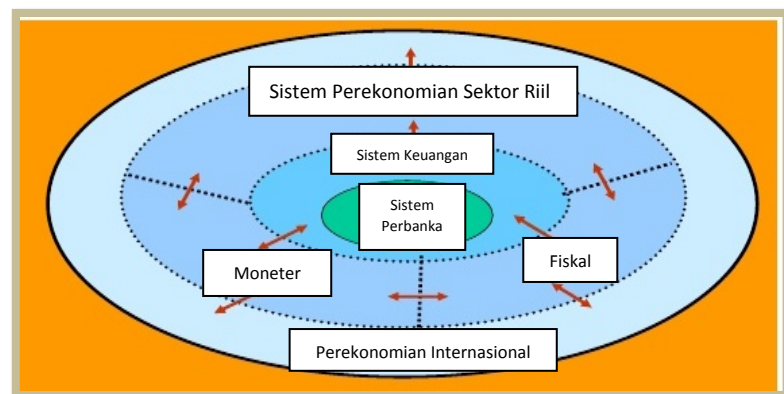 Sistem Perekonomian Sektor Riil
Sistem Keuangan
Sistem
Perbanka
Moneter
Fiskal
Perekonomian Internasional